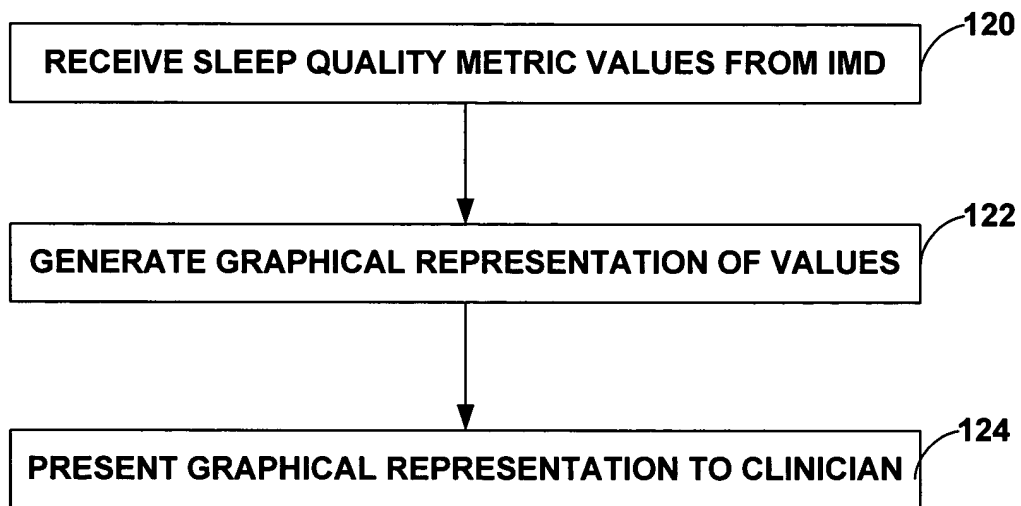 120
RECEIVE SLEEP QUALITY METRIC VALUES FROM IMD
122
GENERATE GRAPHICAL REPRESENTATION OF VALUES
124
PRESENT GRAPHICAL REPRESENTATION TO CLINICIAN